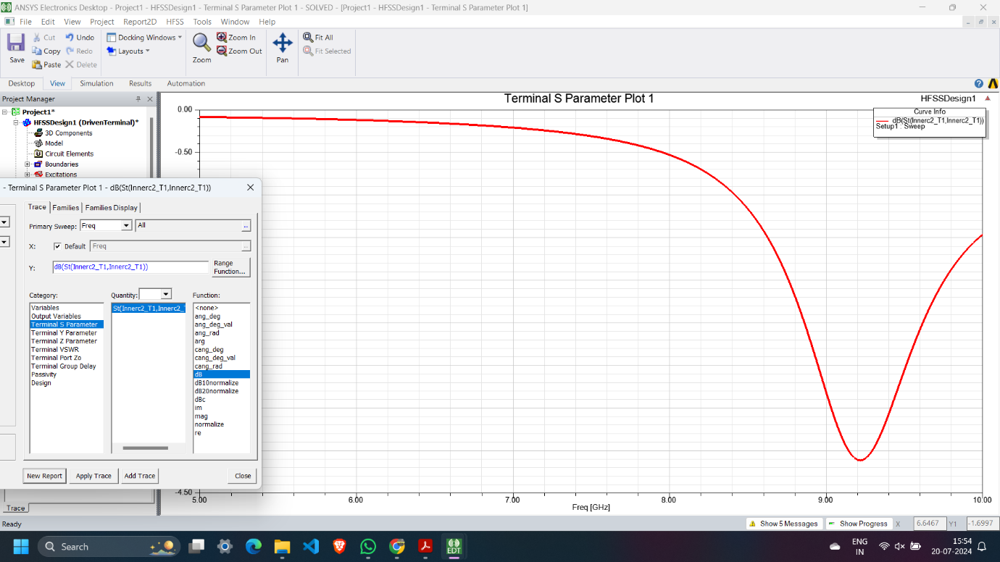 ANSYS Electronics Desktop - Project1 - HFSSDesign1 - Terminal S Parameter Plot 1 - SOLVED - [Project1 - HFSSDesign1 - Terminal S Parameter Plot 1]
File Edit View Project Report2D HFSS Tools Window Help
Save
Cut
Copy
Paste
Undo
Redo
Delete
Docking Windows
Layouts
Zoom
Zoom In
Zoom Out
Pan
Fit All
Fit Selected
Desktop View Simulation Results Automation
Project Manager
Project1*
HFSSDesign1 (DrivenTerminal)*
3D Components
Model
Circuit Elements
Boundaries
Excitations
- Terminal S Parameter Plot 1 - dB(St(Innerc2_T1,Innerc2_T1))
Trace Families Families Display
Primary Sweep: Freq All ...
X: Default Freq ...
Y: dB(St(Innerc2_T1,Innerc2_T1))
Range
Function...
Category:
Variables
Output Variables
Terminal S Parameter
Terminal Y Parameter
Terminal Z Parameter
Terminal VSWR
Terminal Port Zo
Terminal Group Delay
Passivity
Design
Quantity:
St(Innerc2_T1,Innerc2_
Function:
<none>
ang_deg
ang_deg_val
ang_rad
arg
cang_deg
cang_deg_val
cang_rad
dB
dB10normalize
dB20normalize
dBc
im
mag
normalize
re
New Report Apply Trace Add Trace Close
Trace
Terminal S Parameter Plot 1
HFSSDesign1
Curve Info
dB(St(Innerc2_T1,Innerc2_T1))
Setup1 : Sweep
0.00
-0.50
-4.50
5.00 6.00 7.00 8.00 9.00 10.00
Freq [GHz]
Ready
Show 5 Messages Show Progress X 6.6467 Y1 -1.6997
Search
EDT
ENG
IN
15:54
20-07-2024